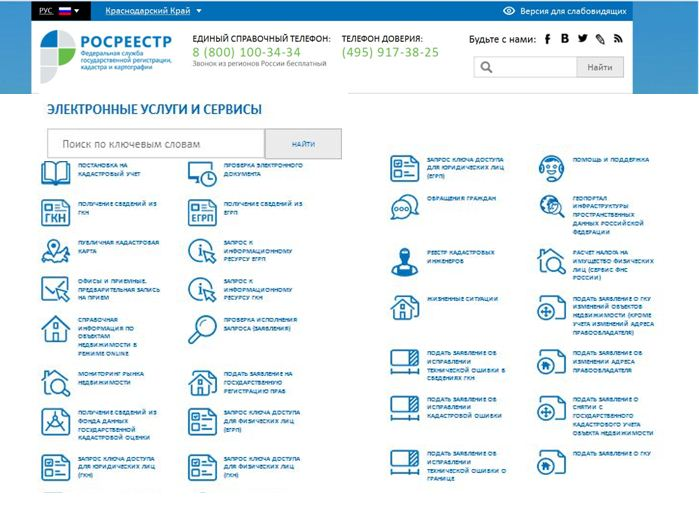 РУС
Краснодарский Край
Версия для слабовидящих
РОСРЕЕСТР
Федеральная служба
государственной регистрации,
кадастра и картографии
ЕДИНЫЙ СПРАВОЧНЫЙ ТЕЛЕФОН:
8 (800) 100-34-34
Звонок из регионов России бесплатный
ТЕЛЕФОН ДОВЕРИЯ:
(495) 917-38-25
Будьте с нами:
Найти
ЭЛЕКТРОННЫЕ УСЛУГИ И СЕРВИСЫ
Поиск по ключевым словам
НАЙТИ
ПОСТАНОВКА НА
КАДАСТРОВЫЙ УЧЕТ
ПРОВЕРКА ЭЛЕКТРОННОГО
ДОКУМЕНТА
ГКН
ПОЛУЧЕНИЕ СВЕДЕНИЙ ИЗ
ГКН
ЕГРП
ПОЛУЧЕНИЕ СВЕДЕНИЙ ИЗ
ЕГРП
ПУБЛИЧНАЯ КАДАСТРОВАЯ
КАРТА
ЗАПРОС К
ИНФОРМАЦИОННОМУ
РЕСУРСУ ЕГРП
ОФИСЫ И ПРИЕМНЫЕ.
ПРЕДВАРИТЕЛЬНАЯ ЗАПИСЬ
НА ПРИЕМ
ЗАПРОС К
ИНФОРМАЦИОННОМУ
РЕСУРСУ ГКН
СПРАВОЧНАЯ
ИНФОРМАЦИЯ ПО
ОБЪЕКТАМ
НЕДВИЖИМОСТИ В
РЕЖИМЕ ONLINE
ПРОВЕРКА ИСПОЛНЕНИЯ
ЗАПРОСА (ЗАЯВЛЕНИЯ)
МОНИТОРИНГ РЫНКА
НЕДВИЖИМОСТИ
ПОДАТЬ ЗАЯВЛЕНИЕ НА
ГОСУДАРСТВЕННУЮ
РЕГИСТРАЦИЮ ПРАВ
ПОЛУЧЕНИЕ СВЕДЕНИЙ ИЗ
ФОНДА ДАННЫХ
ГОСУДАРСТВЕННОЙ
КАДАСТРОВОЙ ОЦЕНКИ
ЗАПРОС КЛЮЧА ДОСТУПА
ДЛЯ ФИЗИЧЕСКИХ ЛИЦ
(ЕГРП)
ЗАПРОС КЛЮЧА ДОСТУПА
ДЛЯ ЮРИДИЧЕСКИХ ЛИЦ
(ГКН)
ЗАПРОС КЛЮЧА ДОСТУПА
ДЛЯ ФИЗИЧЕСКИХ ЛИЦ
(ГКН)
ЗАПРОС КЛЮЧА ДОСТУПА
ДЛЯ ЮРИДИЧЕСКИХ ЛИЦ
(ЕГРП)
ПОМОЩЬ И ПОДДЕРЖКА
ОБРАЩЕНИЯ ГРАЖДАН
ГЕОПОРТАЛ
ИНФРАСТРУКТУРЫ
ПРОСТРАНСТВЕННЫХ
ДАННЫХ РОССИЙСКОЙ
ФЕДЕРАЦИИ
РЕЕСТР КАДАСТРОВЫХ
ИНЖЕНЕРОВ
РАСЧЕТ НАЛОГА НА
ИМУЩЕСТВО ФИЗИЧЕСКИХ
ЛИЦ (СЕРВИС ФНС
РОССИИ)
ЖИЗНЕННЫЕ СИТУАЦИИ
ПОДАТЬ ЗАЯВЛЕНИЕ О ГКУ
ИЗМЕНЕНИЙ ОБЪЕКТОВ
НЕДВИЖИМОСТИ (КРОМЕ
УЧЕТА ИЗМЕНЕНИЙ АДРЕСА
ПРАВООБЛАДАТЕЛЯ)
ПОДАТЬ ЗАЯВЛЕНИЕ ОБ
ИСПРАВЛЕНИИ
ТЕХНИЧЕСКОЙ ОШИБКИ В
СВЕДЕНИЯХ ГКН
ПОДАТЬ ЗАЯВЛЕНИЕ ОБ
ИЗМЕНЕНИИ АДРЕСА
ПРАВООБЛАДАТЕЛЯ
ПОДАТЬ ЗАЯВЛЕНИЕ ОБ
ИСПРАВЛЕНИИ
КАДАСТРОВОЙ ОШИБКИ
ПОДАТЬ ЗАЯВЛЕНИЕ О
СНЯТИИ С
ГОСУДАРСТВЕННОГО
КАДАСТРОВОГО УЧЕТА
ОБЪЕКТА НЕДВИЖИМОСТИ
ПОДАТЬ ЗАЯВЛЕНИЕ ОБ
ИСПРАВЛЕНИИ
ТЕХНИЧЕСКОЙ ОШИБКИ О
ГРАНИЦЕ
ПОДАТЬ ЗАЯВЛЕНИЕ О ГКУ